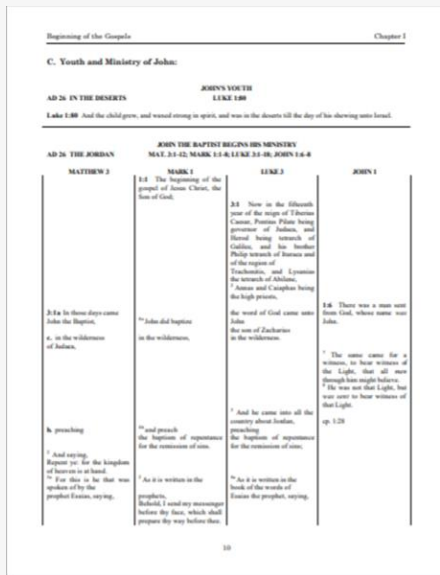 Beginning of the Gospels
Chapter I
C. Youth and Ministry of John:
JOHN'S YOUTH
AD 26 IN THE DESERTS
LUKE 1:80
Luke 1:80 And the child grew, and waxed strong in spirit, and was in the deserts till the day of his shewing unto Israel.
JOHN THE BAPTIST BEGINS HIS MINISTRY
AD 26 THE JORDAN
MAT. 3:1-12; MARK 1:1-8; LUKE 3:1-18; JOHN 1:6-8
MATTHEW 3
MARK 1
LUKE 3
JOHN 1
1:1 The beginning of the
gospel of Jesus Christ, the
Son of God;
3:1 Now in the fifteenth
year of the reign of Tiberius
Caesar, Pontius Pilate being
governor of Judaea, and
Herod being tetrarch of
Galilee, and his brother
Philip tetrarch of Ituraea and
of the region of
Trachonitis, and Lysanias
the tetrarch of Abilene,
2 Annas and Caiaphas being
the high priests,
3:1a In those days came
John the Baptist,
4a John did baptize
the word of God came unto
John
the son of Zacharias
1:6 There was a man sent
from God, whose name was
John.
c. in the wilderness
of Judaea,
in the wilderness,
in the wilderness.
7 The same came for a
witness, to bear witness of
the Light, that all men
through him might believe.
8 He was not that Light, but
was sent to bear witness of
that Light.
3 And he came into all the
country about Jordan,
cp. 1:28
b. preaching
and preach
the baptism of repentance
for the remission of sins.
preaching
the baptism of repentance
for the remission of sins;
2 And saying,
Repent ye: for the kingdom
of heaven is at hand.
For this is he that was
spoken of by the
prophet Esaias, saying,
2 As it is written in the
prophets,
Behold, I send my messenger
before thy face, which shall
prepare thy way before thee.
As it is written in the
book of the words of
Esaias the prophet, saying,
10